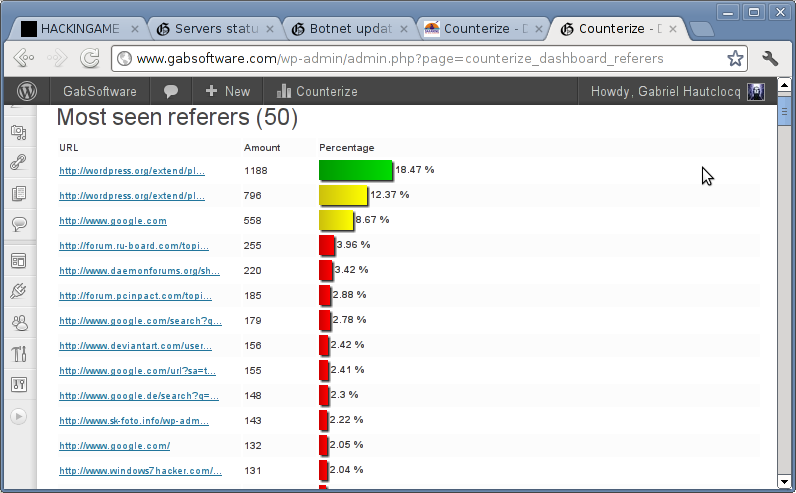 HACKINGAME
Servers statu
Botnet updat
Counterize - D
Counterize - D
www.gabsoftware.com/wp-admin/admin.php?page=counterize_dashboard_referers
GabSoftware + New Counterize Howdy, Gabriel Hautclocq
Most seen referers (50)
URL Amount Percentage
http://wordpress.org/extend/pl... 1188 18.47 %
http://wordpress.org/extend/pl... 796 12.37 %
http://www.google.com 558 8.67 %
http://forum.ru-board.com/topi... 255 3.96 %
http://www.daemonforums.org/sh... 220 3.42 %
http://forum.pcinpact.com/topi... 185 2.88 %
http://www.google.com/search?q... 179 2.78 %
http://www.deviantart.com/user... 156 2.42 %
http://www.google.com/url?sa=t... 155 2.41 %
http://www.google.de/search?q=... 148 2.3 %
http://www.sk-foto.info/wp-adm... 143 2.22 %
http://www.google.com/ 132 2.05 %
http://www.windows7hacker.com/... 131 2.04 %